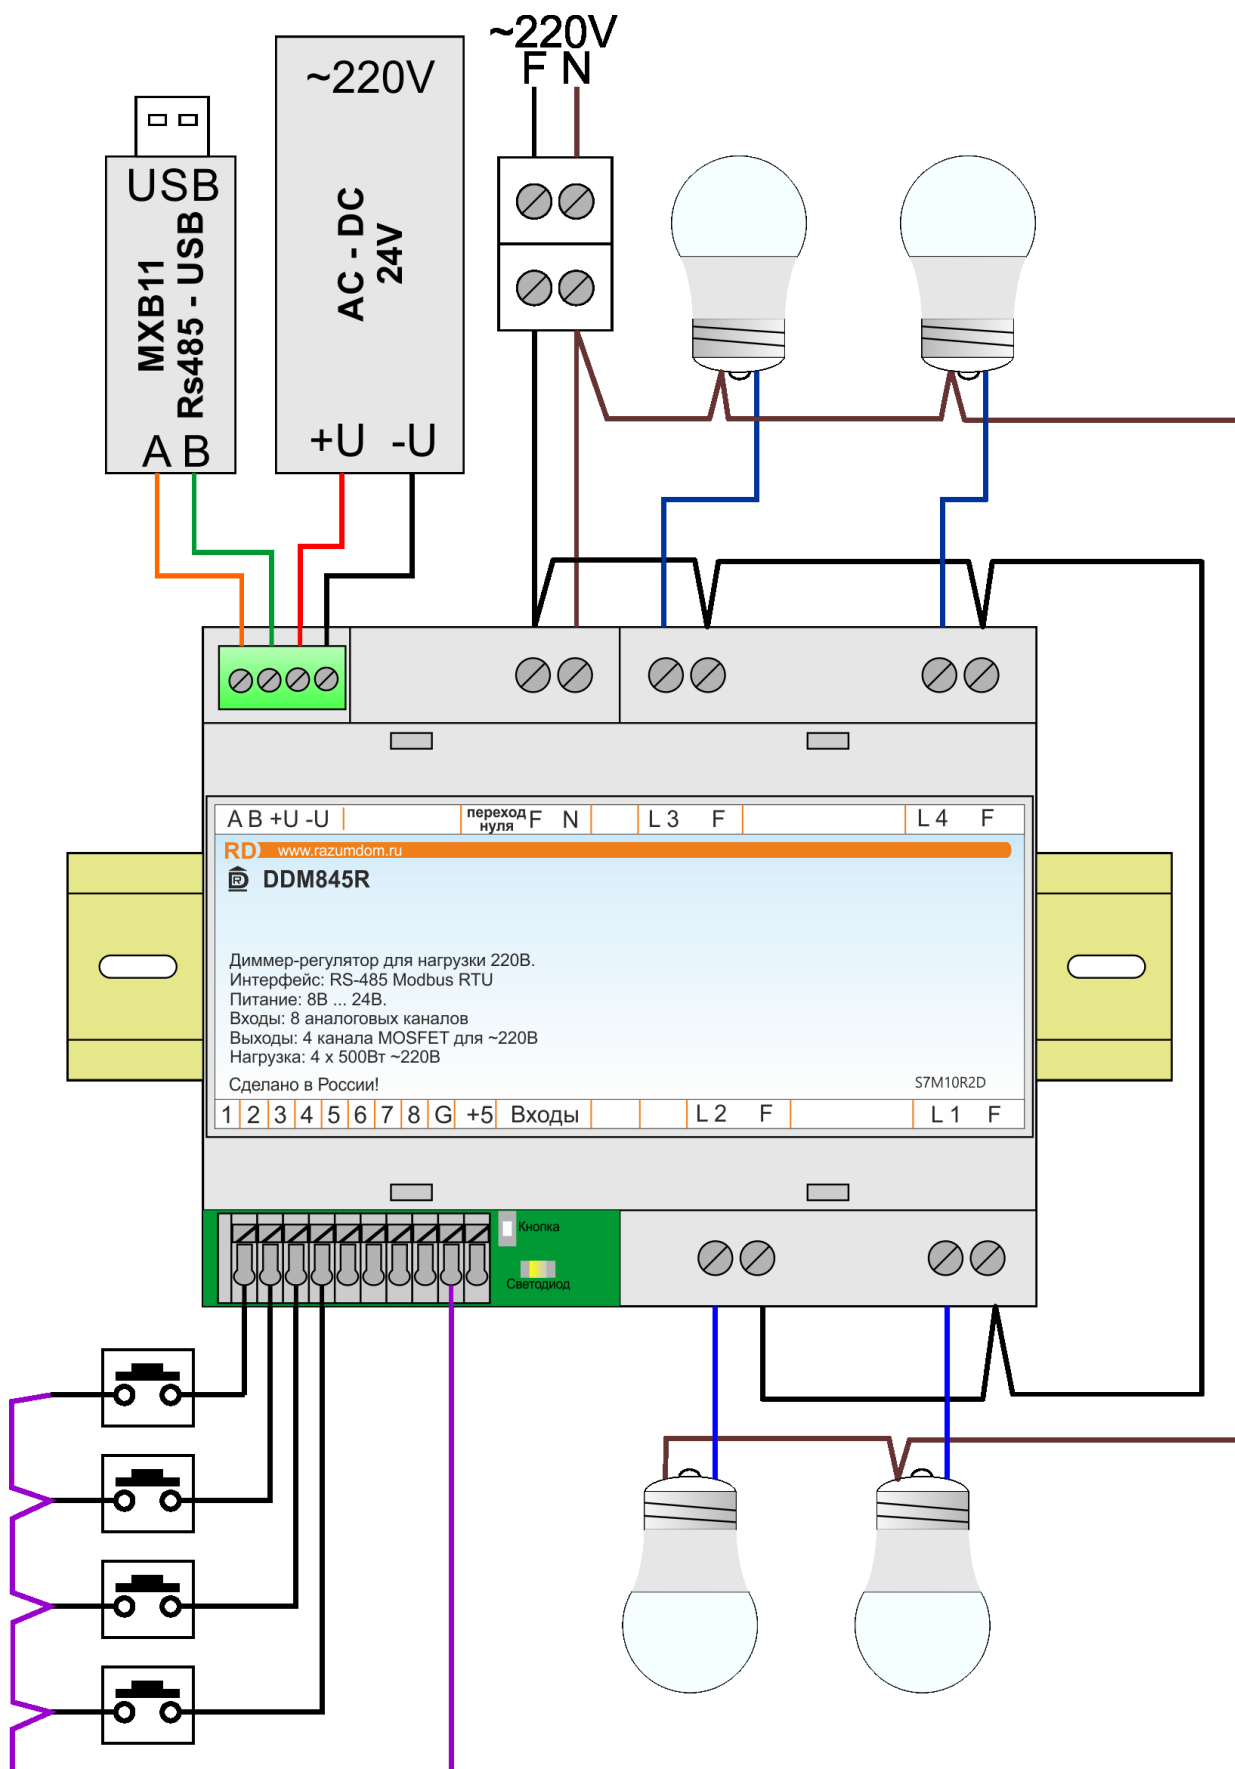 ~220V
F N
~220V
AC - DC
24V
+U -U
USB
MXB11
Rs485 - USB
A B
A B +U -U
переход
нуля
F N
L 3 F
L 4 F
RD www.razumdom.ru
DDM845R
Диммер-регулятор для нагрузки 220В.
Интерфейс: RS-485 Modbus RTU
Питание: 8В ... 24В.
Входы: 8 аналоговых каналов
Выходы: 4 канала MOSFET для ~220В
Нагрузка: 4 х 500Вт ~220В
Сделано в России!
S7M10R2D
1 2 3 4 5 6 7 8 G +5 Входы
L 2 F
L 1 F
Кнопка
Светодиод